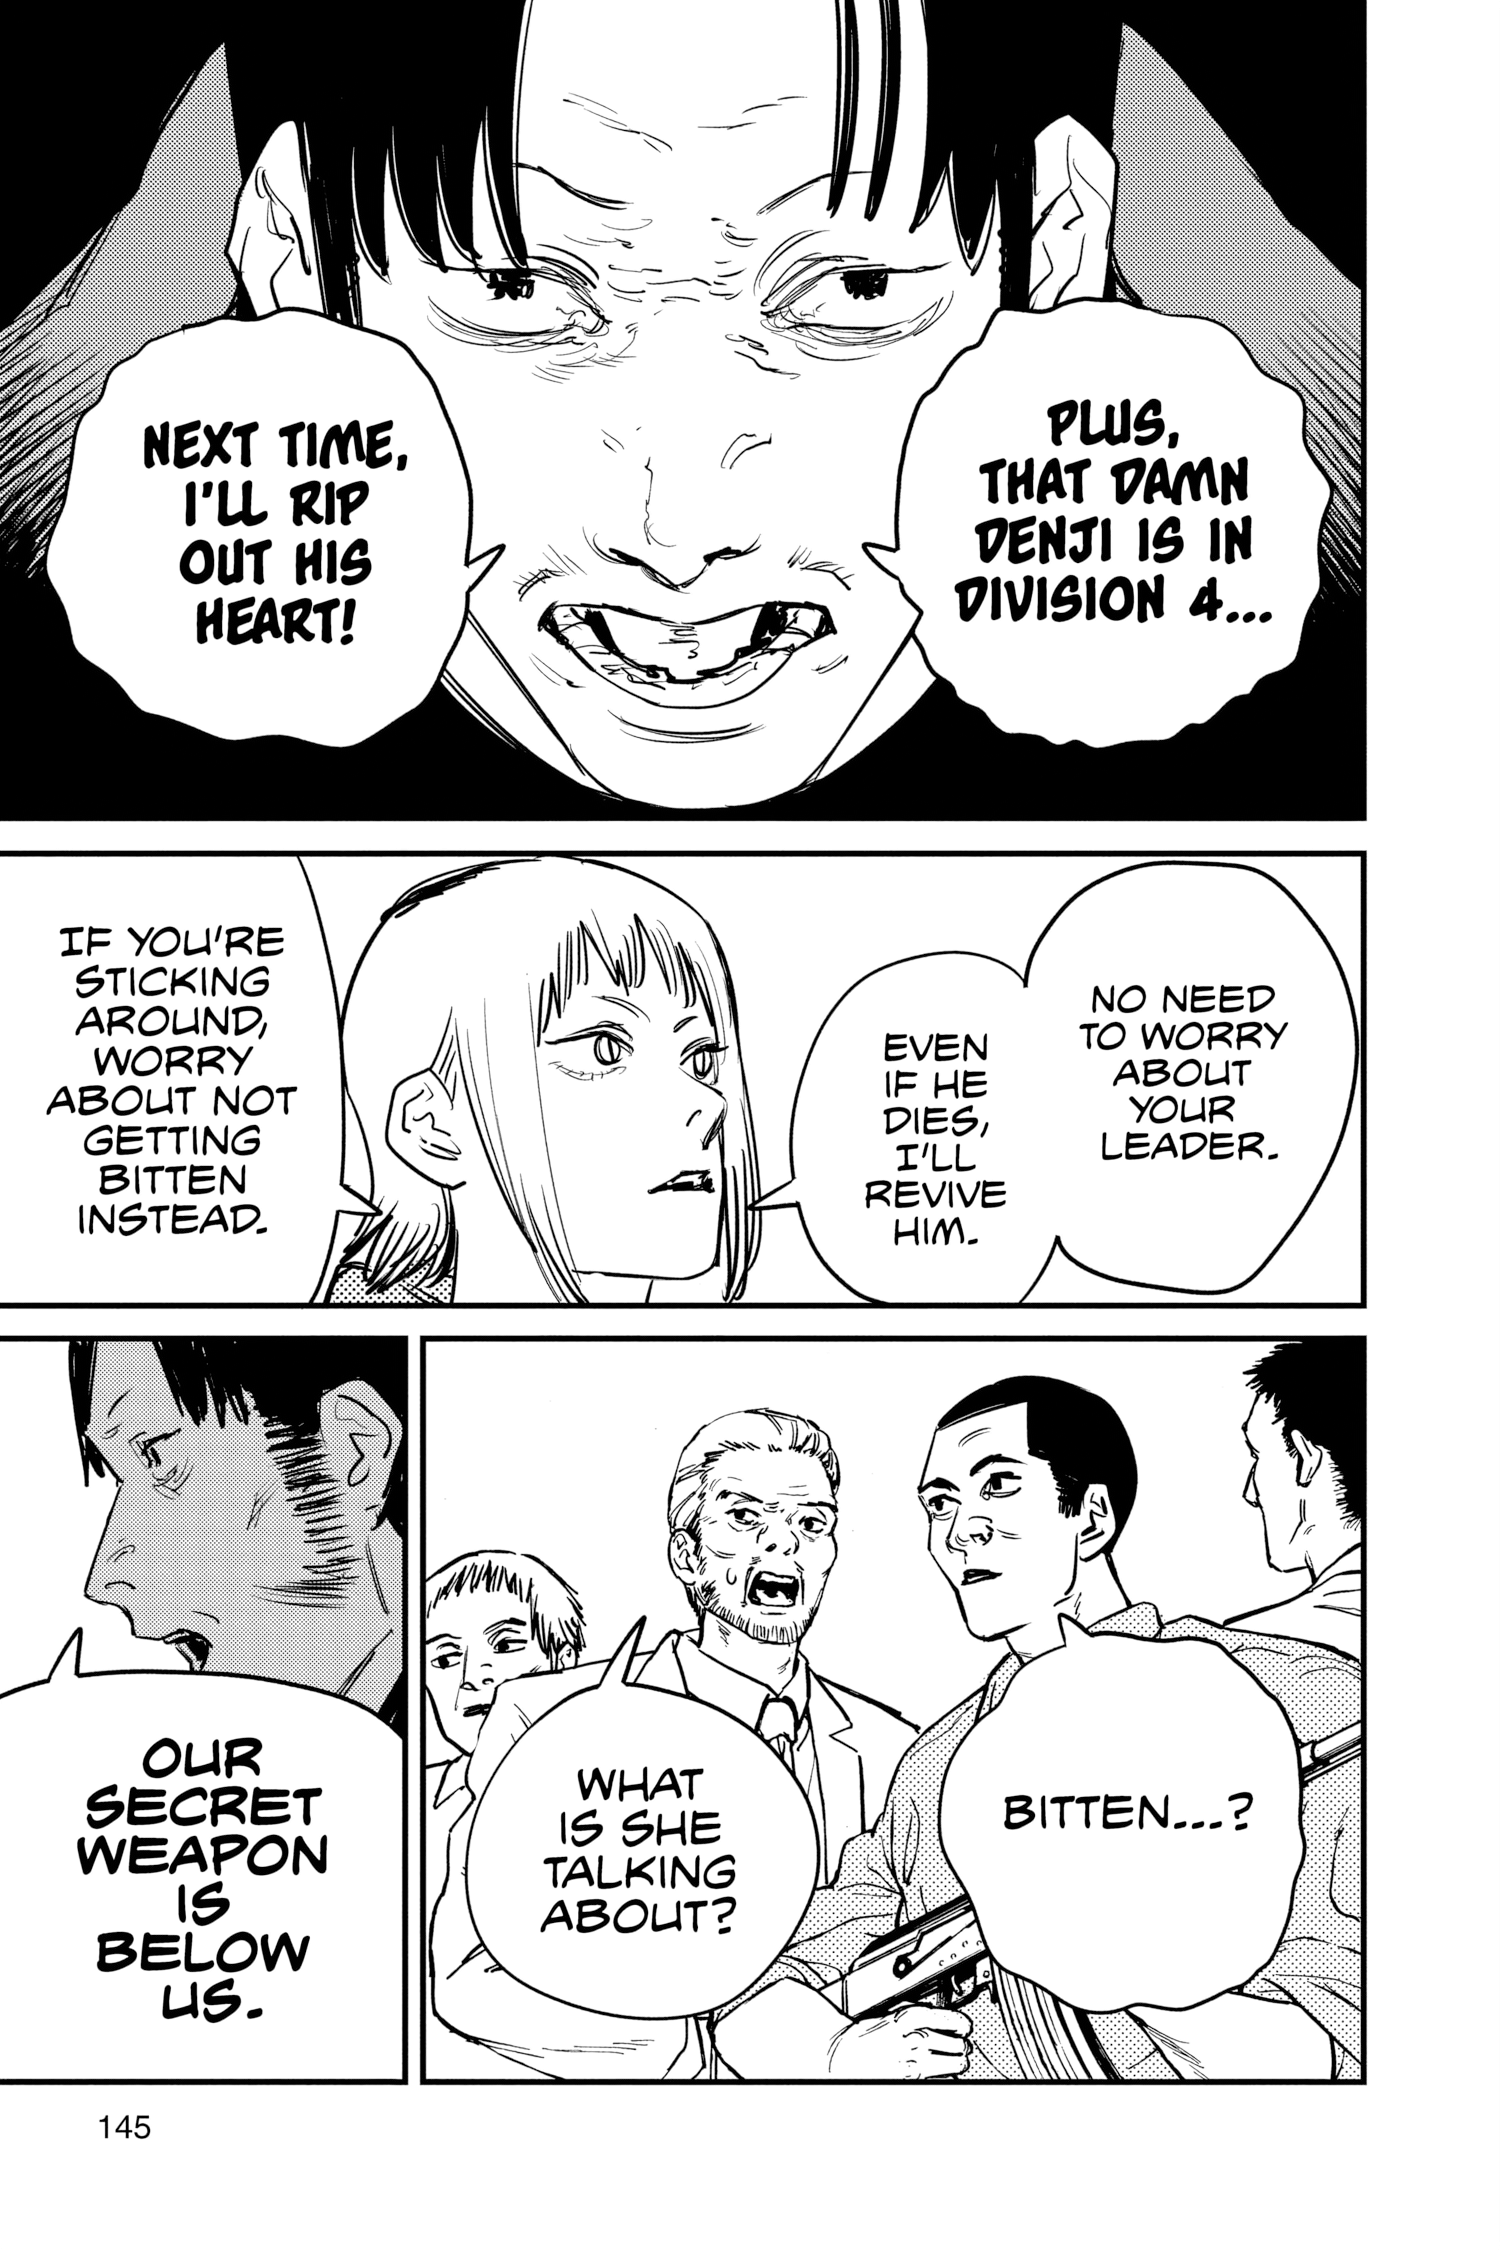 PLUS,
THAT DAMN
DENJI IS IN
DIVISION 4...
NEXT TIME,
I'LL RIP
OUT HIS
HEART!
NO NEED
TO WORRY
ABOUT
YOUR
LEADER.
EVEN
IF HE
DIES,
I'LL
REVIVE
HIM.
IF YOU'RE
STICKING
AROUND,
WORRY
ABOUT NOT
GETTING
BITTEN
INSTEAD.
BITTEN...?
WHAT
IS SHE
TALKING
ABOUT?
OUR
SECRET
WEAPON
IS
BELOW
US.
145